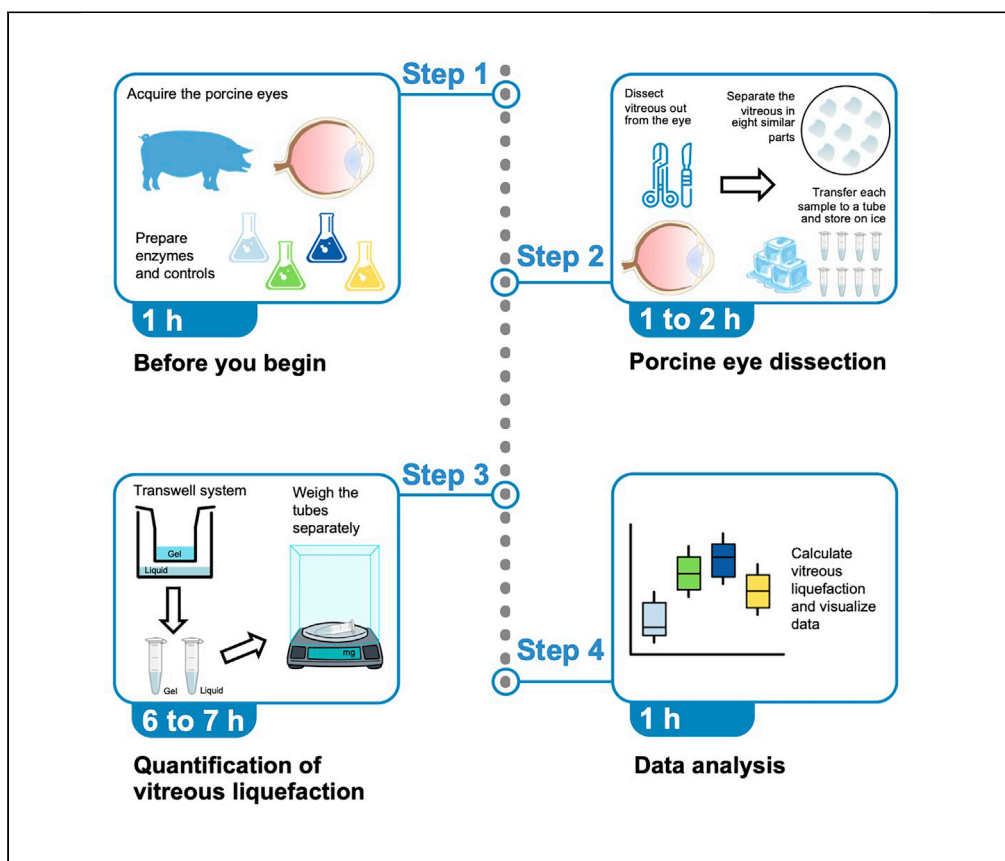 Step 1
Acquire the porcine eyes
Prepare
enzymes
and controls
1 h
Before you begin
Step 2
Dissect
vitreous out
from the eye
Separate the
vitreous in
eight similar
parts
Transfer each
sample to a tube
and store on ice
1 to 2 h
Porcine eye dissection
Step 3
Transwell system
Gel
Liquid
Weigh the
tubes
separately
mg
Gel
Liquid
6 to 7 h
Quantification of
vitreous liquefaction
Step 4
Calculate
vitreous
liquefaction
and visualize
data
1 h
Data analysis